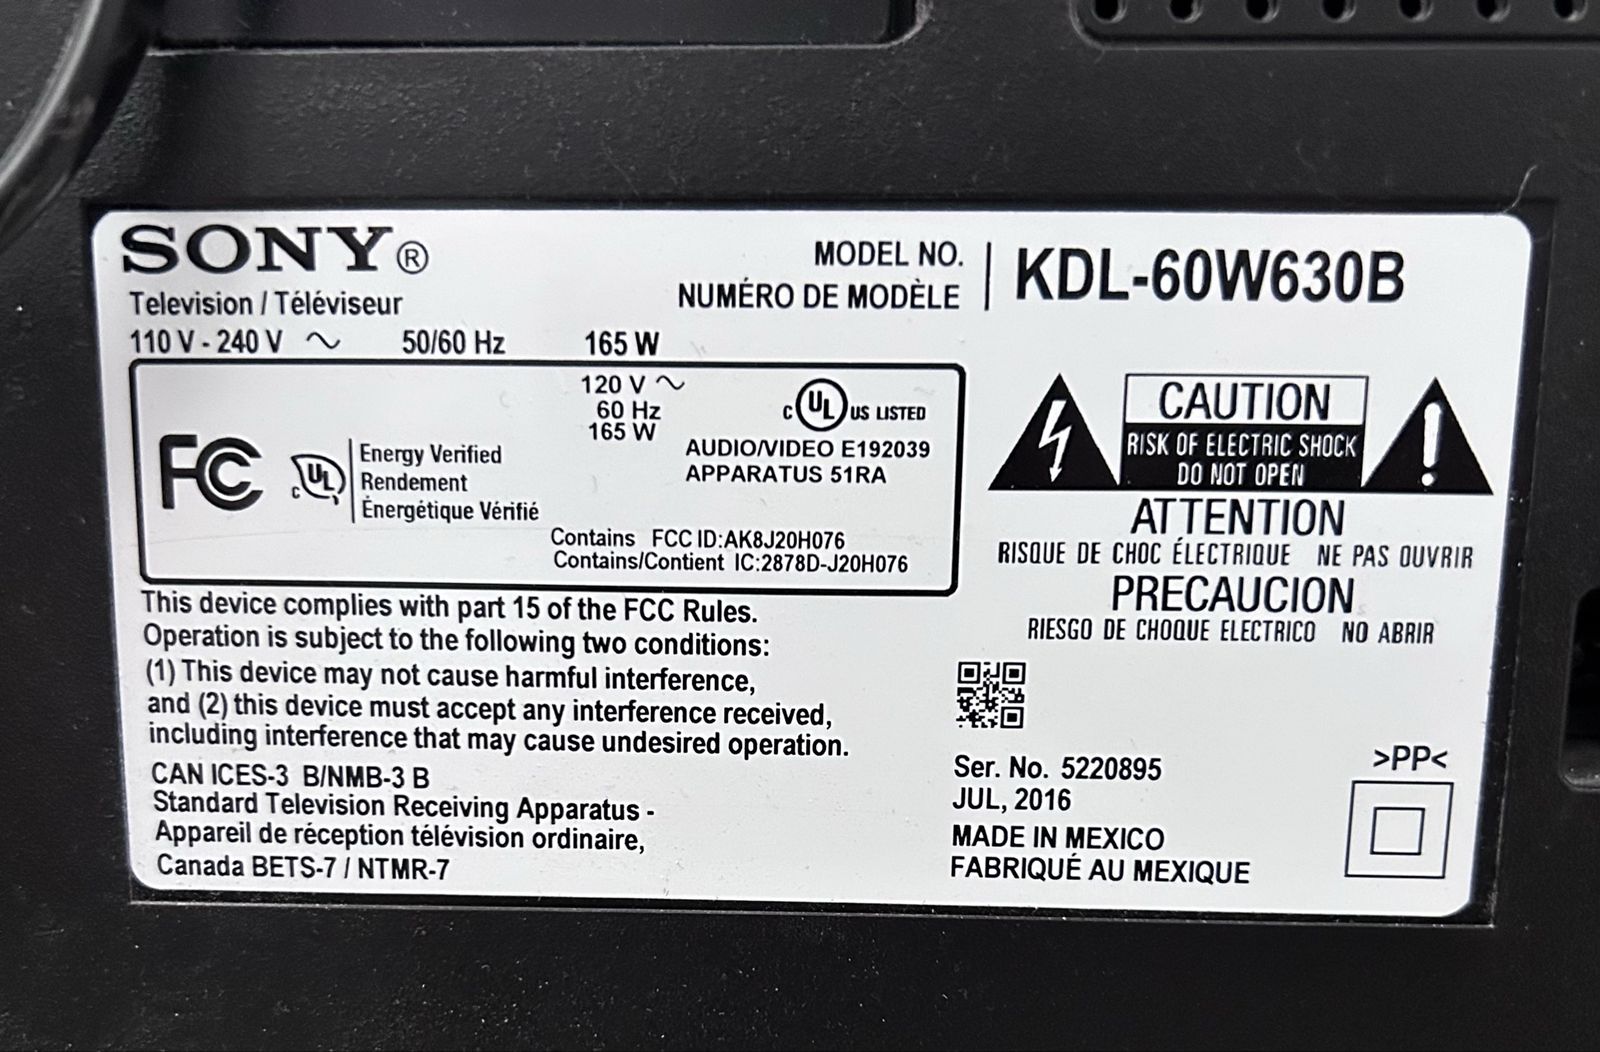 SONY®
Television / Téléviseur
110 V - 240 V ~ 50/60 Hz 165 W
MODEL NO.
NUMÉRO DE MODÈLE
KDL-60W630B
120 V ~
60 Hz
165 W
FC
c UL
Energy Verified
Rendement
Énergétique Vérifié
c UL US LISTED
AUDIO/VIDEO E192039
APPARATUS 51RA
Contains FCC ID:AK8J20H076
Contains/Contient IC:2878D-J20H076
This device complies with part 15 of the FCC Rules.
Operation is subject to the following two conditions:
(1) This device may not cause harmful interference,
and (2) this device must accept any interference received,
including interference that may cause undesired operation.
CAN ICES-3 B/NMB-3 B
Standard Television Receiving Apparatus -
Appareil de réception télévision ordinaire,
Canada BETS-7 / NTMR-7
CAUTION
RISK OF ELECTRIC SHOCK
DO NOT OPEN
ATTENTION
RISQUE DE CHOC ÉLECTRIQUE NE PAS OUVRIR
PRECAUCION
RIESGO DE CHOQUE ELECTRICO NO ABRIR
Ser. No. 5220895
JUL, 2016
MADE IN MEXICO
FABRIQUÉ AU MEXIQUE
>PP<